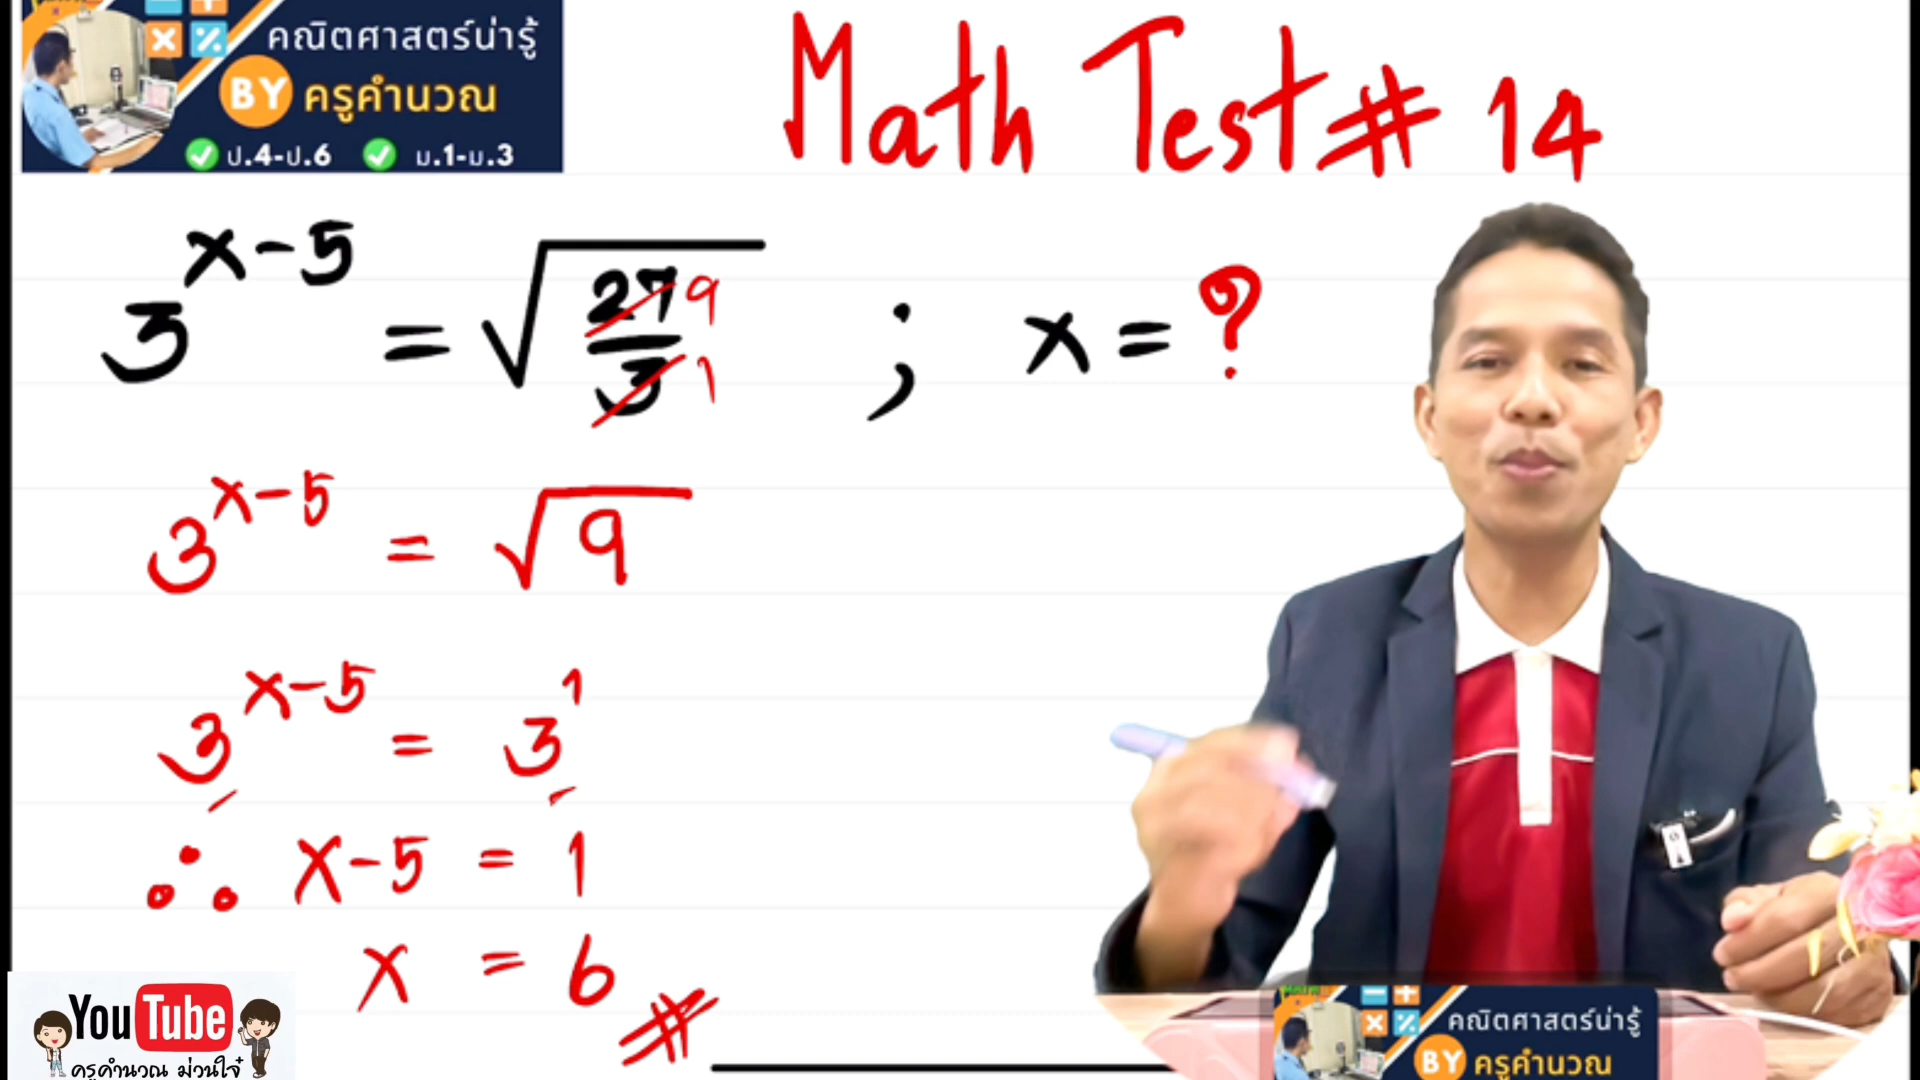 คณิตศาสตร์น่ารู้
BY ครูคำนวณ
ป.4-ป.6 ม.1-ม.3
Math Test # 14
3^{x-5} = √(27/3) 9 1 ; x = ?
3^{x-5} = √9
3^{x-5} = 3^1
∴ x-5 = 1
x = 6 #
YouTube
ครูคำนวณ ม่วนใจ๋
คณิตศาสตร์น่ารู้
BY ครูคำนวณ